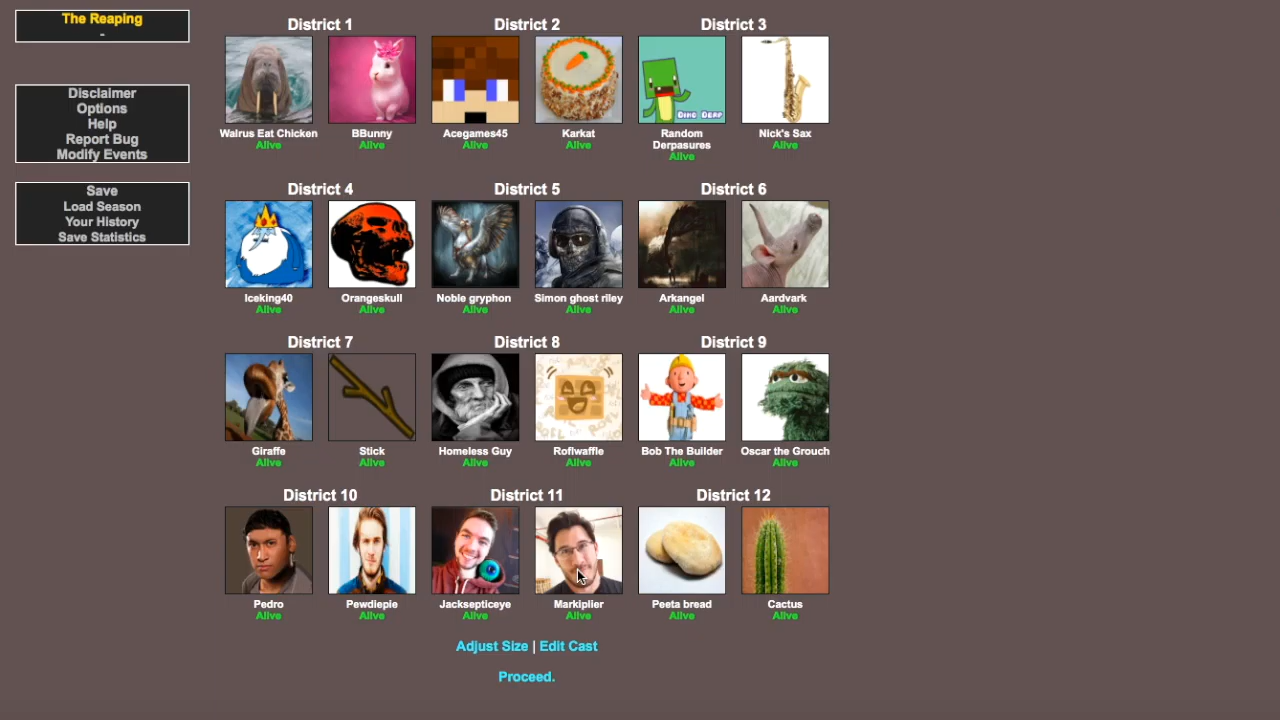 The Reaping
-
Disclaimer
Options
Help
Report Bug
Modify Events
Save
Load Season
Your History
Save Statistics
District 1
District 2
District 3
DINO DERP
Walrus Eat Chicken
BBunny
Acegames45
Karkat
Random
Derpasures
Nick's Sax
Alive
Alive
Alive
Alive
Alive
Alive
District 4
District 5
District 6
Iceking40
Orangeskull
Noble gryphon
Simon ghost riley
Arkangel
Aardvark
Alive
Alive
Alive
Alive
Alive
Alive
District 7
District 8
District 9
Giraffe
Stick
Homeless Guy
Roflwaffle
Bob The Builder
Oscar the Grouch
Alive
Alive
Alive
Alive
Alive
Alive
District 10
District 11
District 12
Pedro
Pewdiepie
Jacksepticeye
Markiplier
Peeta bread
Cactus
Alive
Alive
Alive
Alive
Alive
Alive
Adjust Size | Edit Cast
Proceed.